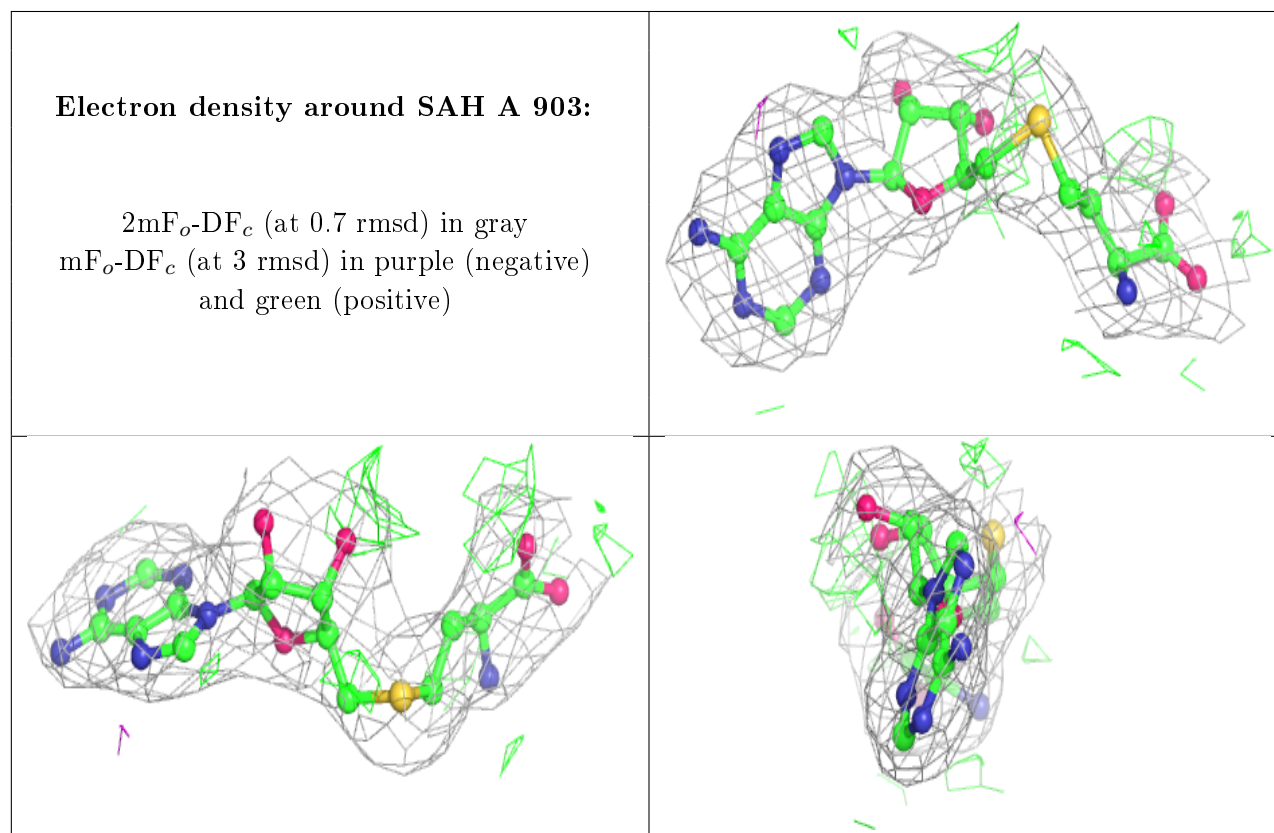 Electron density around SAH A 903:
2mFo-DFc (at 0.7 rmsd) in gray
mFo-DFc (at 3 rmsd) in purple (negative)
and green (positive)